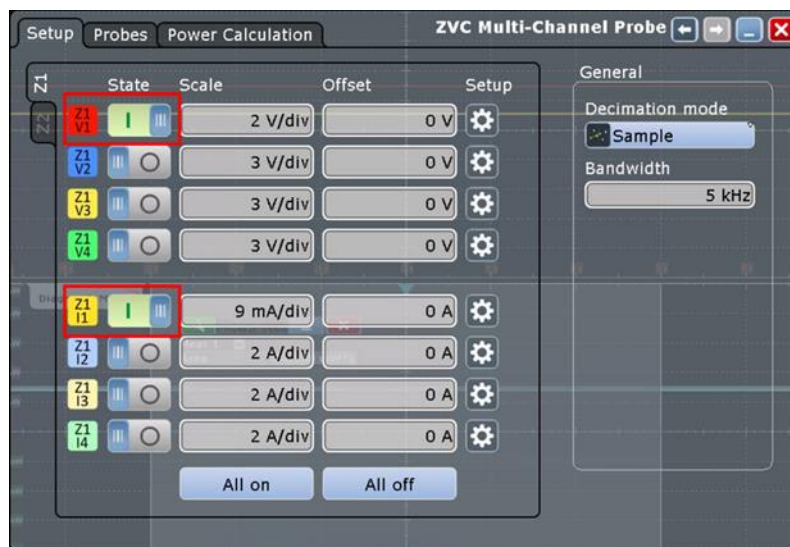 Setup Probes Power Calculation ZVC Multi-Channel Probe
Z1
Z2
State Scale Offset Setup
Z1 V1 2 V/div 0 V
Z1 V2 3 V/div 0 V
Z1 V3 3 V/div 0 V
Z1 V4 3 V/div 0 V
Z1 I1 9 mA/div 0 A
Z1 I2 2 A/div 0 A
Z1 I3 2 A/div 0 A
Z1 I4 2 A/div 0 A
All on All off
General
Decimation mode
Sample
Bandwidth
5 kHz